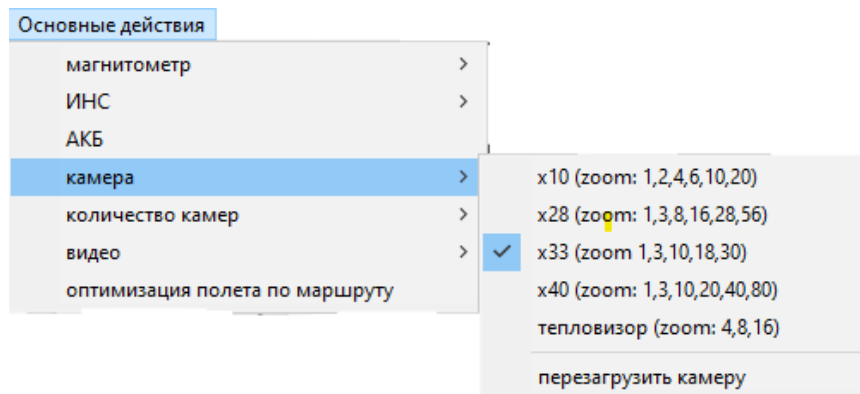 Основные действия
магнитометр
ИНС
АКБ
камера
количество камер
видео
оптимизация полета по маршруту
x10 (zoom: 1,2,4,6,10,20)
x28 (zoom: 1,3,8,16,28,56)
x33 (zoom 1,3,10,18,30)
x40 (zoom: 1,3,10,20,40,80)
тепловизор (zoom: 4,8,16)
перезагрузить камеру